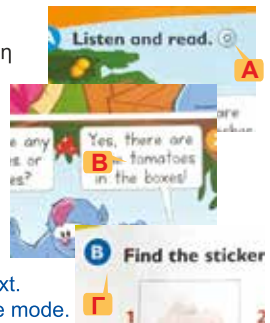 η
A Listen and read.
Α
are
e any
es or
es?
Yes, there are
Β tomatoes
in the boxes!
xt.
e mode.
B Find the sticker
Γ
1 2